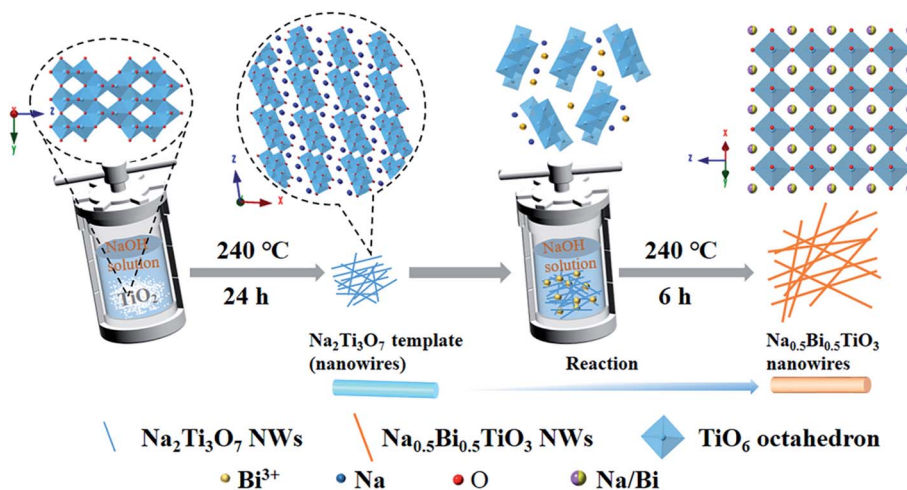 x
z
y
z
x
x
z
y
NaOH
solution
TiO₂
240 ℃
24 h
NaOH
solution
240 ℃
6 h
Na₂Ti₃O₇ template
(nanowires)
Reaction
Na₀.₅Bi₀.₅TiO₃
nanowires
Na₂Ti₃O₇ NWs
Na₀.₅Bi₀.₅TiO₃ NWs
TiO₆ octahedron
Bi³⁺
Na
O
Na/Bi